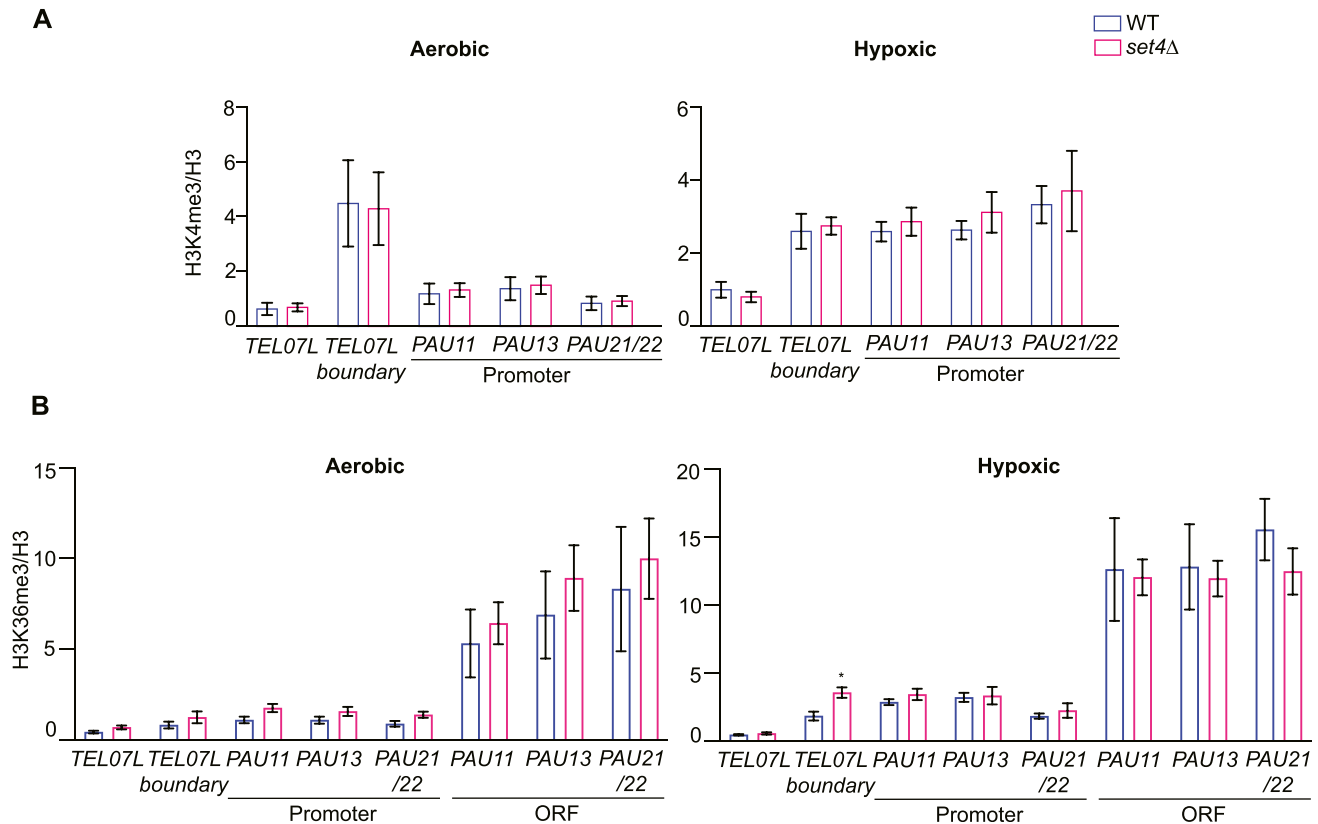 A
WT
set4Δ
Aerobic
Hypoxic
H3K4me3/H3
8
6
4
2
0
TEL07L TEL07L PAU11 PAU13 PAU21/22
boundary
Promoter
6
4
2
0
TEL07L TEL07L PAU11 PAU13 PAU21/22
boundary
Promoter
B
Aerobic
Hypoxic
H3K36me3/H3
15
10
5
0
TEL07L TEL07L PAU11 PAU13 PAU21 PAU11 PAU13 PAU21
boundary /22 /22
Promoter ORF
20
15
10
5
0
*
TEL07L TEL07L PAU11 PAU13 PAU21 PAU11 PAU13 PAU21
boundary /22 /22
Promoter ORF